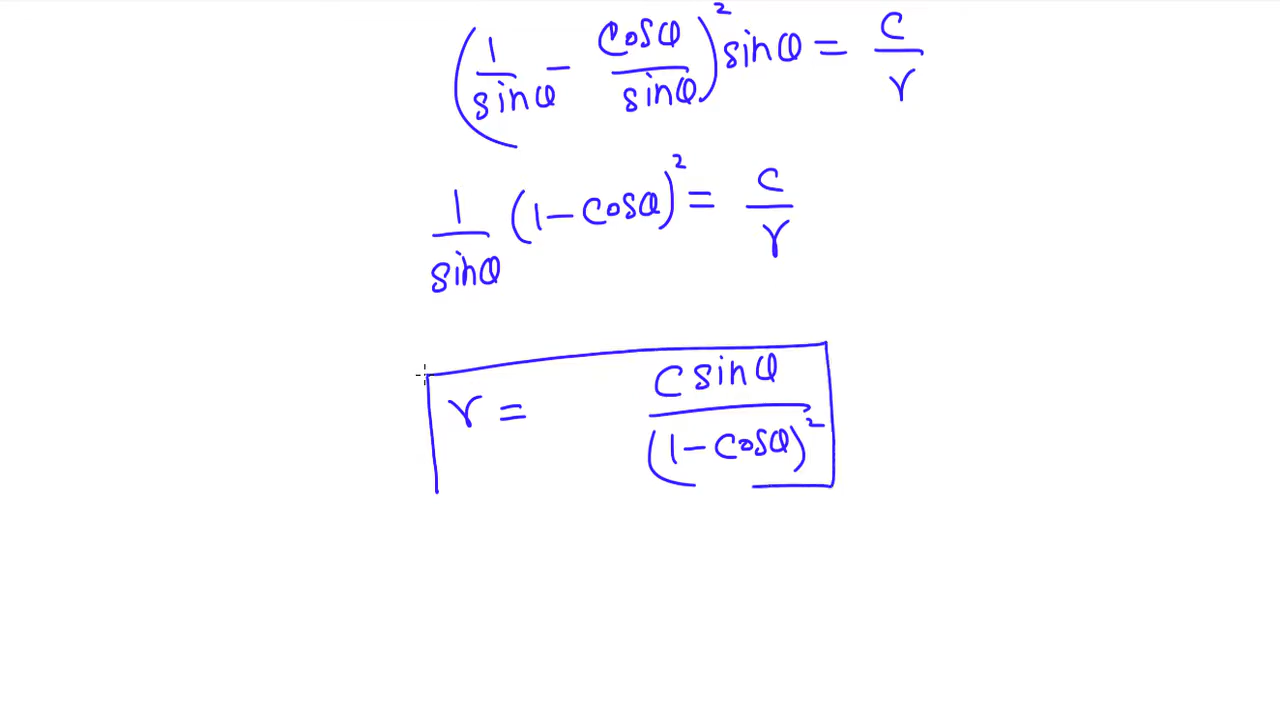 (1/sinθ - cosθ/sinθ)² sinθ = c/r
1/sinθ (1 - cosθ)² = c/r
r = c sinθ/(1 - cosθ)²